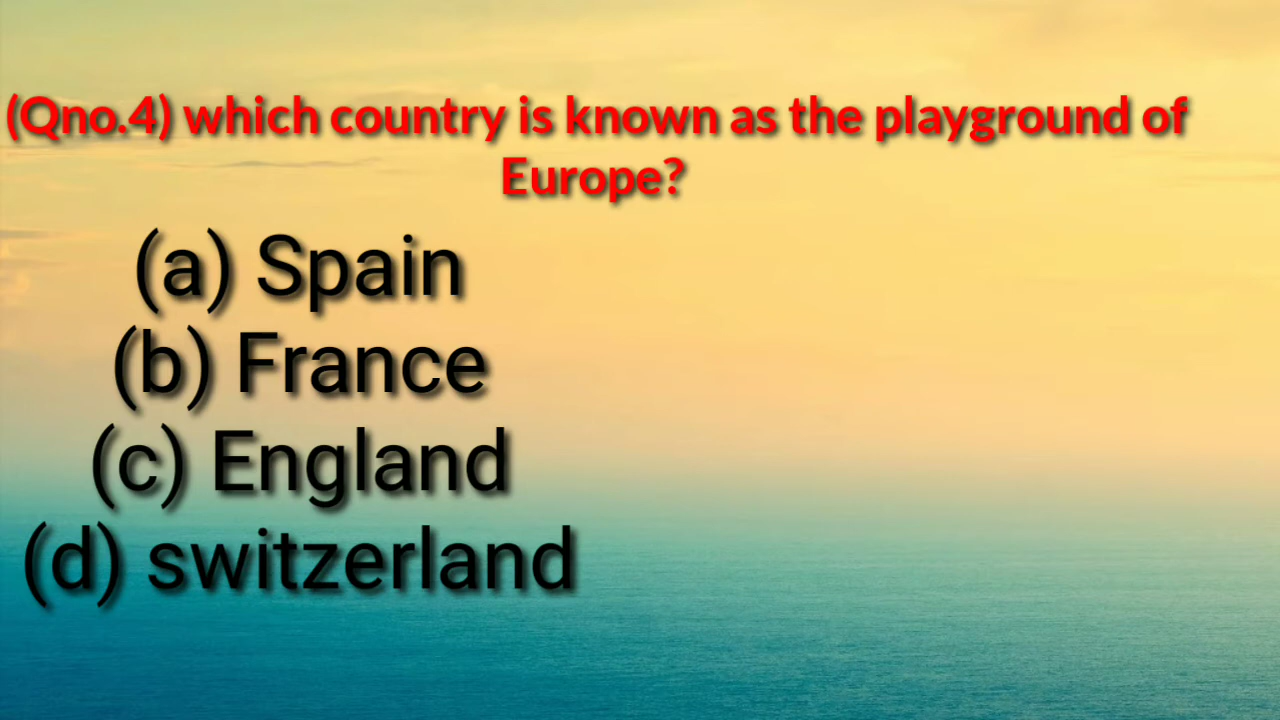 (Qno.4) which country is known as the playground of
Europe?
(a) Spain
(b) France
(c) England
(d) switzerland